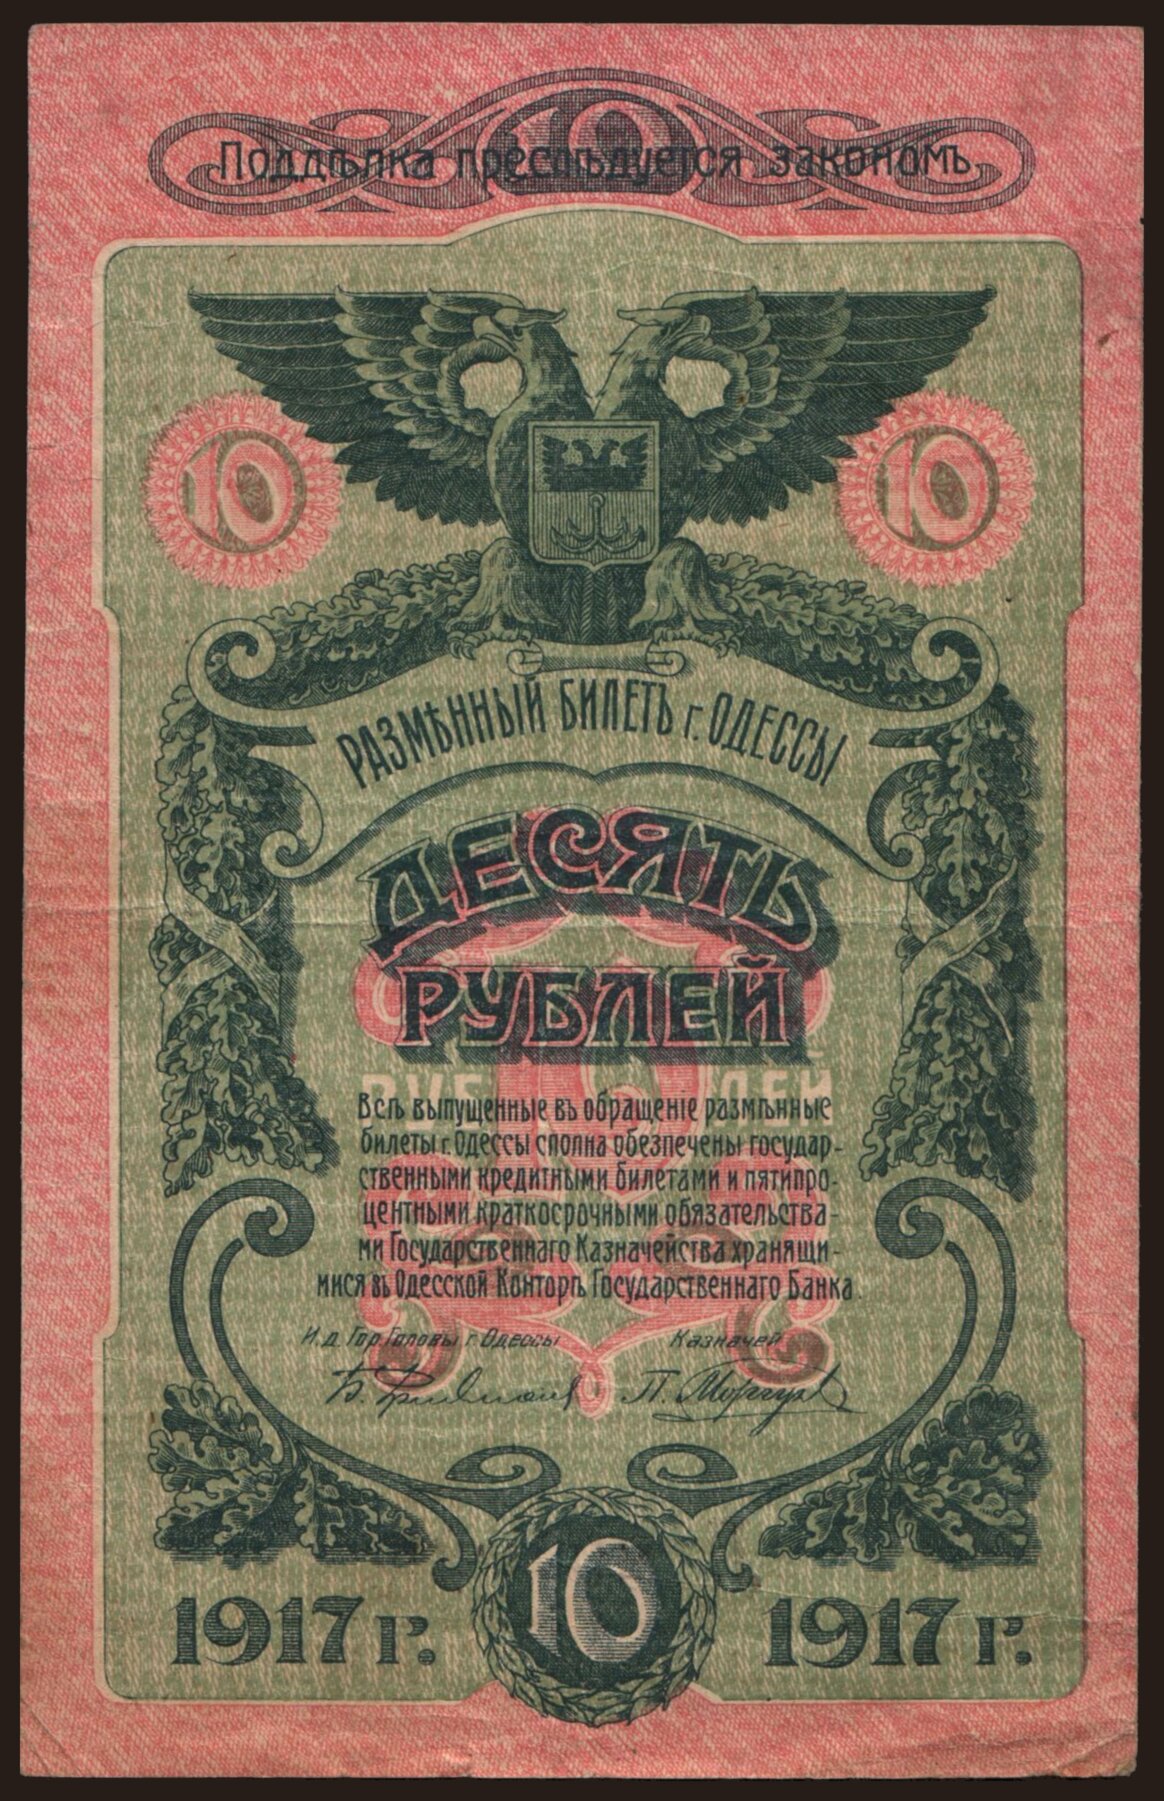 10
Поддѣлка преслѣдуется закономъ
10 10
РАЗМѢННЫЙ БИЛЕТЪ г. ОДЕССЫ
ДЕСЯТЬ
РУБЛЕЙ
Всѣ выпущенные въ обращеніе размѣнные
билеты г. Одессы сполна обезпечены государ-
ственными кредитными билетами и пятипро-
центными краткосрочными обязательства-
ми Государственнаго Казначейства хранящи-
мися въ Одесской Конторѣ Государственнаго Банка.
И.д. Гор. Головы г. Одессы Казначей
10
1917 г. 1917 г.